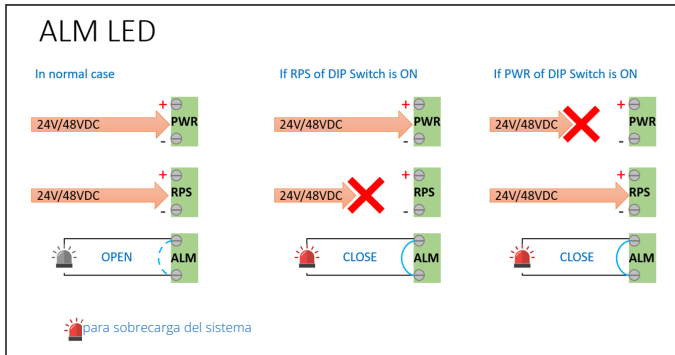 ALM LED
In normal case
If RPS of DIP Switch is ON
If PWR of DIP Switch is ON
+
24V/48VDC
PWR
-
+
24V/48VDC
PWR
-
+
24V/48VDC
PWR
-
+
24V/48VDC
RPS
-
+
24V/48VDC
RPS
-
+
24V/48VDC
RPS
-
OPEN
ALM
CLOSE
ALM
CLOSE
ALM
para sobrecarga del sistema